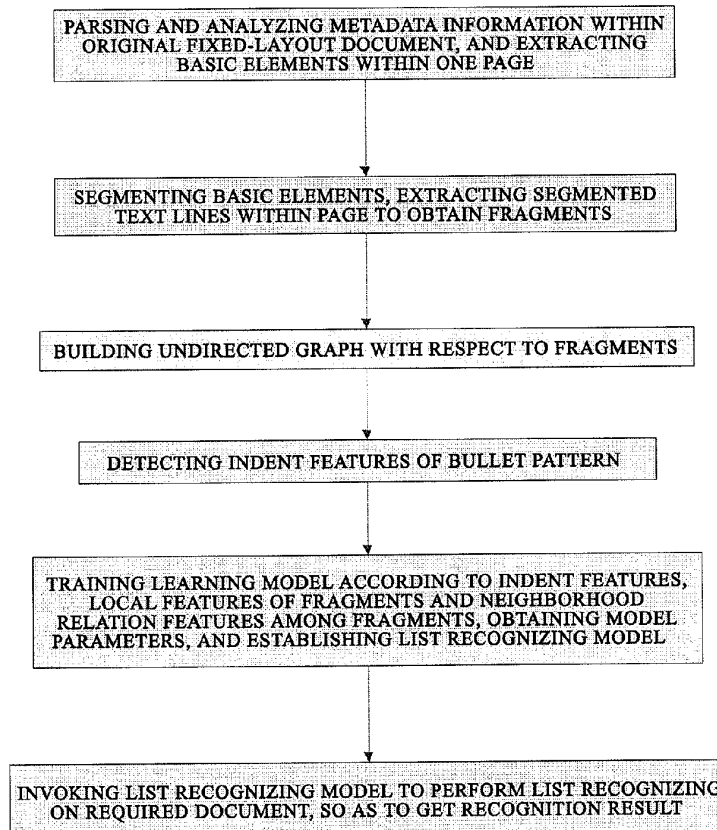 PARSING AND ANALYZING METADATA INFORMATION WITHIN
ORIGINAL FIXED-LAYOUT DOCUMENT, AND EXTRACTING
BASIC ELEMENTS WITHIN ONE PAGE
SEGMENTING BASIC ELEMENTS, EXTRACTING SEGMENTED
TEXT LINES WITHIN PAGE TO OBTAIN FRAGMENTS
BUILDING UNDIRECTED GRAPH WITH RESPECT TO FRAGMENTS
DETECTING INDENT FEATURES OF BULLET PATTERN
TRAINING LEARNING MODEL ACCORDING TO INDENT FEATURES,
LOCAL FEATURES OF FRAGMENTS AND NEIGHBORHOOD
RELATION FEATURES AMONG FRAGMENTS, OBTAINING MODEL
PARAMETERS, AND ESTABLISHING LIST RECOGNIZING MODEL
INVOKING LIST RECOGNIZING MODEL TO PERFORM LIST RECOGNIZING
ON REQUIRED DOCUMENT, SO AS TO GET RECOGNITION RESULT